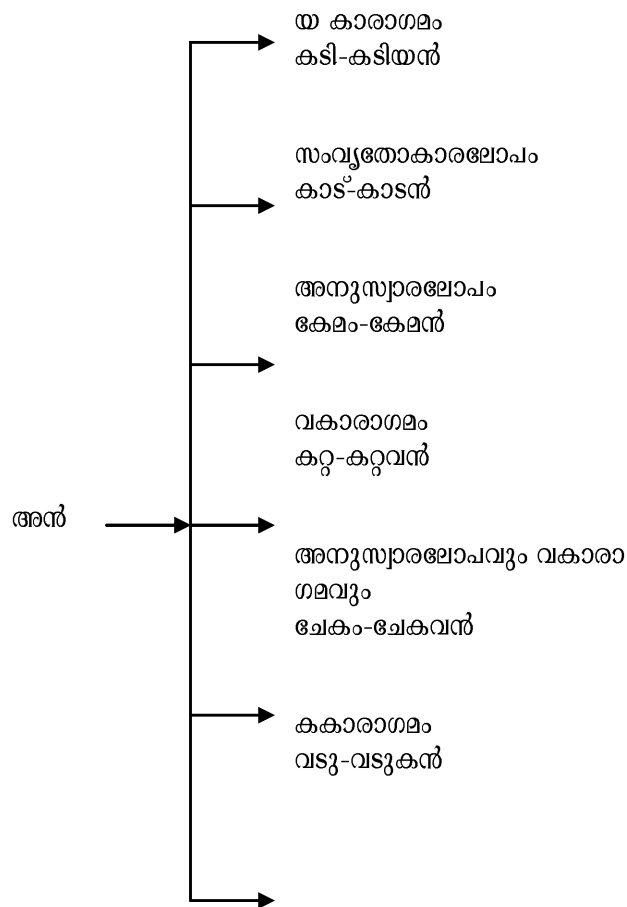 യ കാരാഗമം
കടി-കടിയൻ
സംവൃതോകാരലോപം
കാട്-കാടൻ
അനുസ്വാരലോപം
കേമം-കേമൻ
വകാരാഗമം
കറ്റ-കറ്റവൻ
അൻ
അനുസ്വാരലോപവും വകാരാ
ഗമവും
ചേകം-ചേകവൻ
കകാരാഗമം
വടു-വടുകൻ